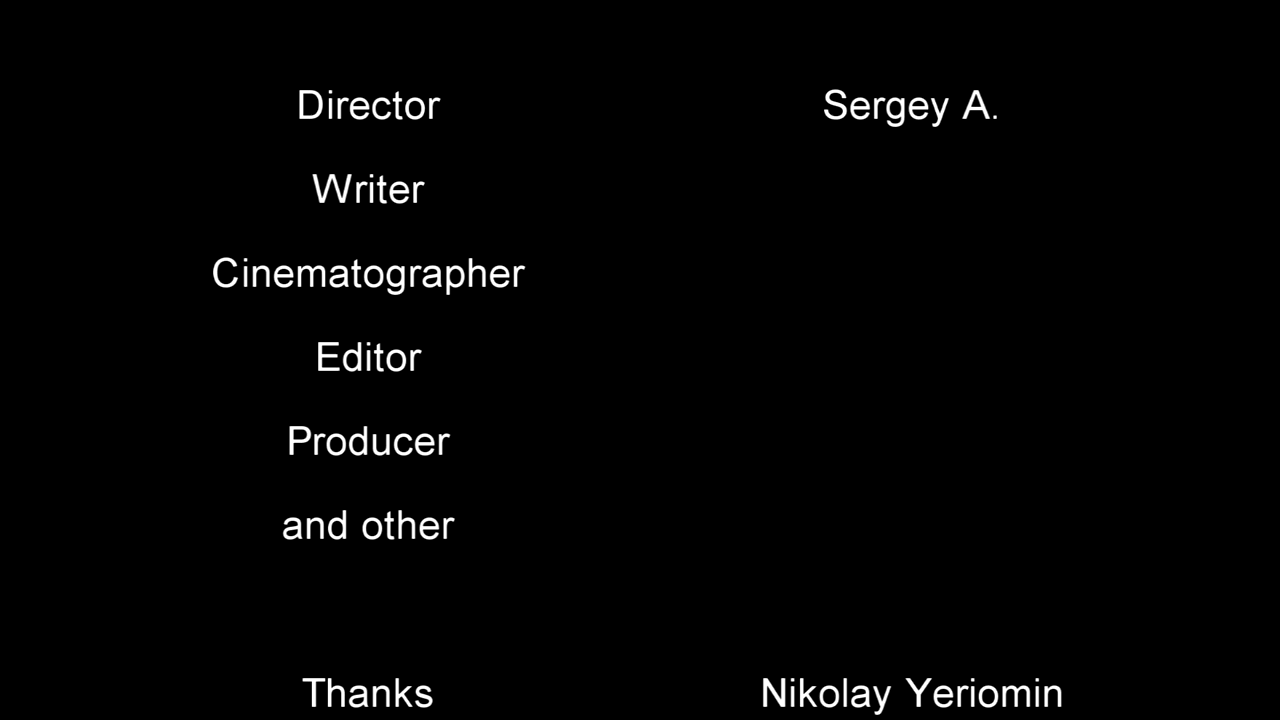 Director Sergey A.
Writer
Cinematographer
Editor
Producer
and other
Thanks Nikolay Yeriomin